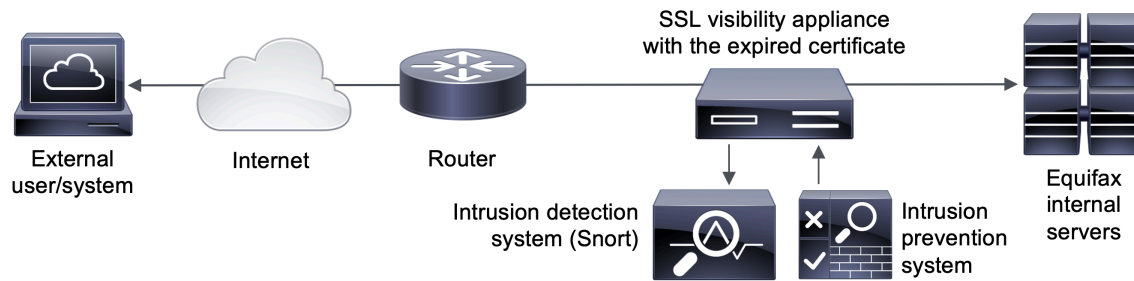 SSL visibility appliance
with the expired certificate
External
user/system
Internet
Router
Intrusion detection
system (Snort)
Intrusion
prevention
system
Equifax
internal
servers